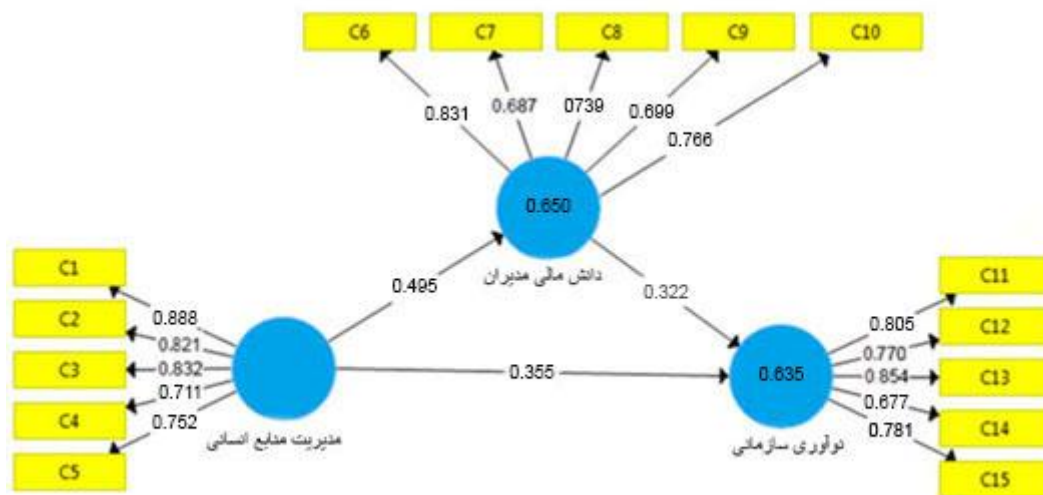 C6 C7 C8 C9 C10
0.831 0.687 0739 0.699 0.766
0.650
دانش مالی مدیران
0.495 0.322
C1
C2
C3
C4
C5
0.888
0.821
0.832
0.711
0.752
مدیریت منابع انسانی
0.355
0.635
نوآوری سازمانی
0.805
0.770
0.854
0.677
0.781
C11
C12
C13
C14
C15